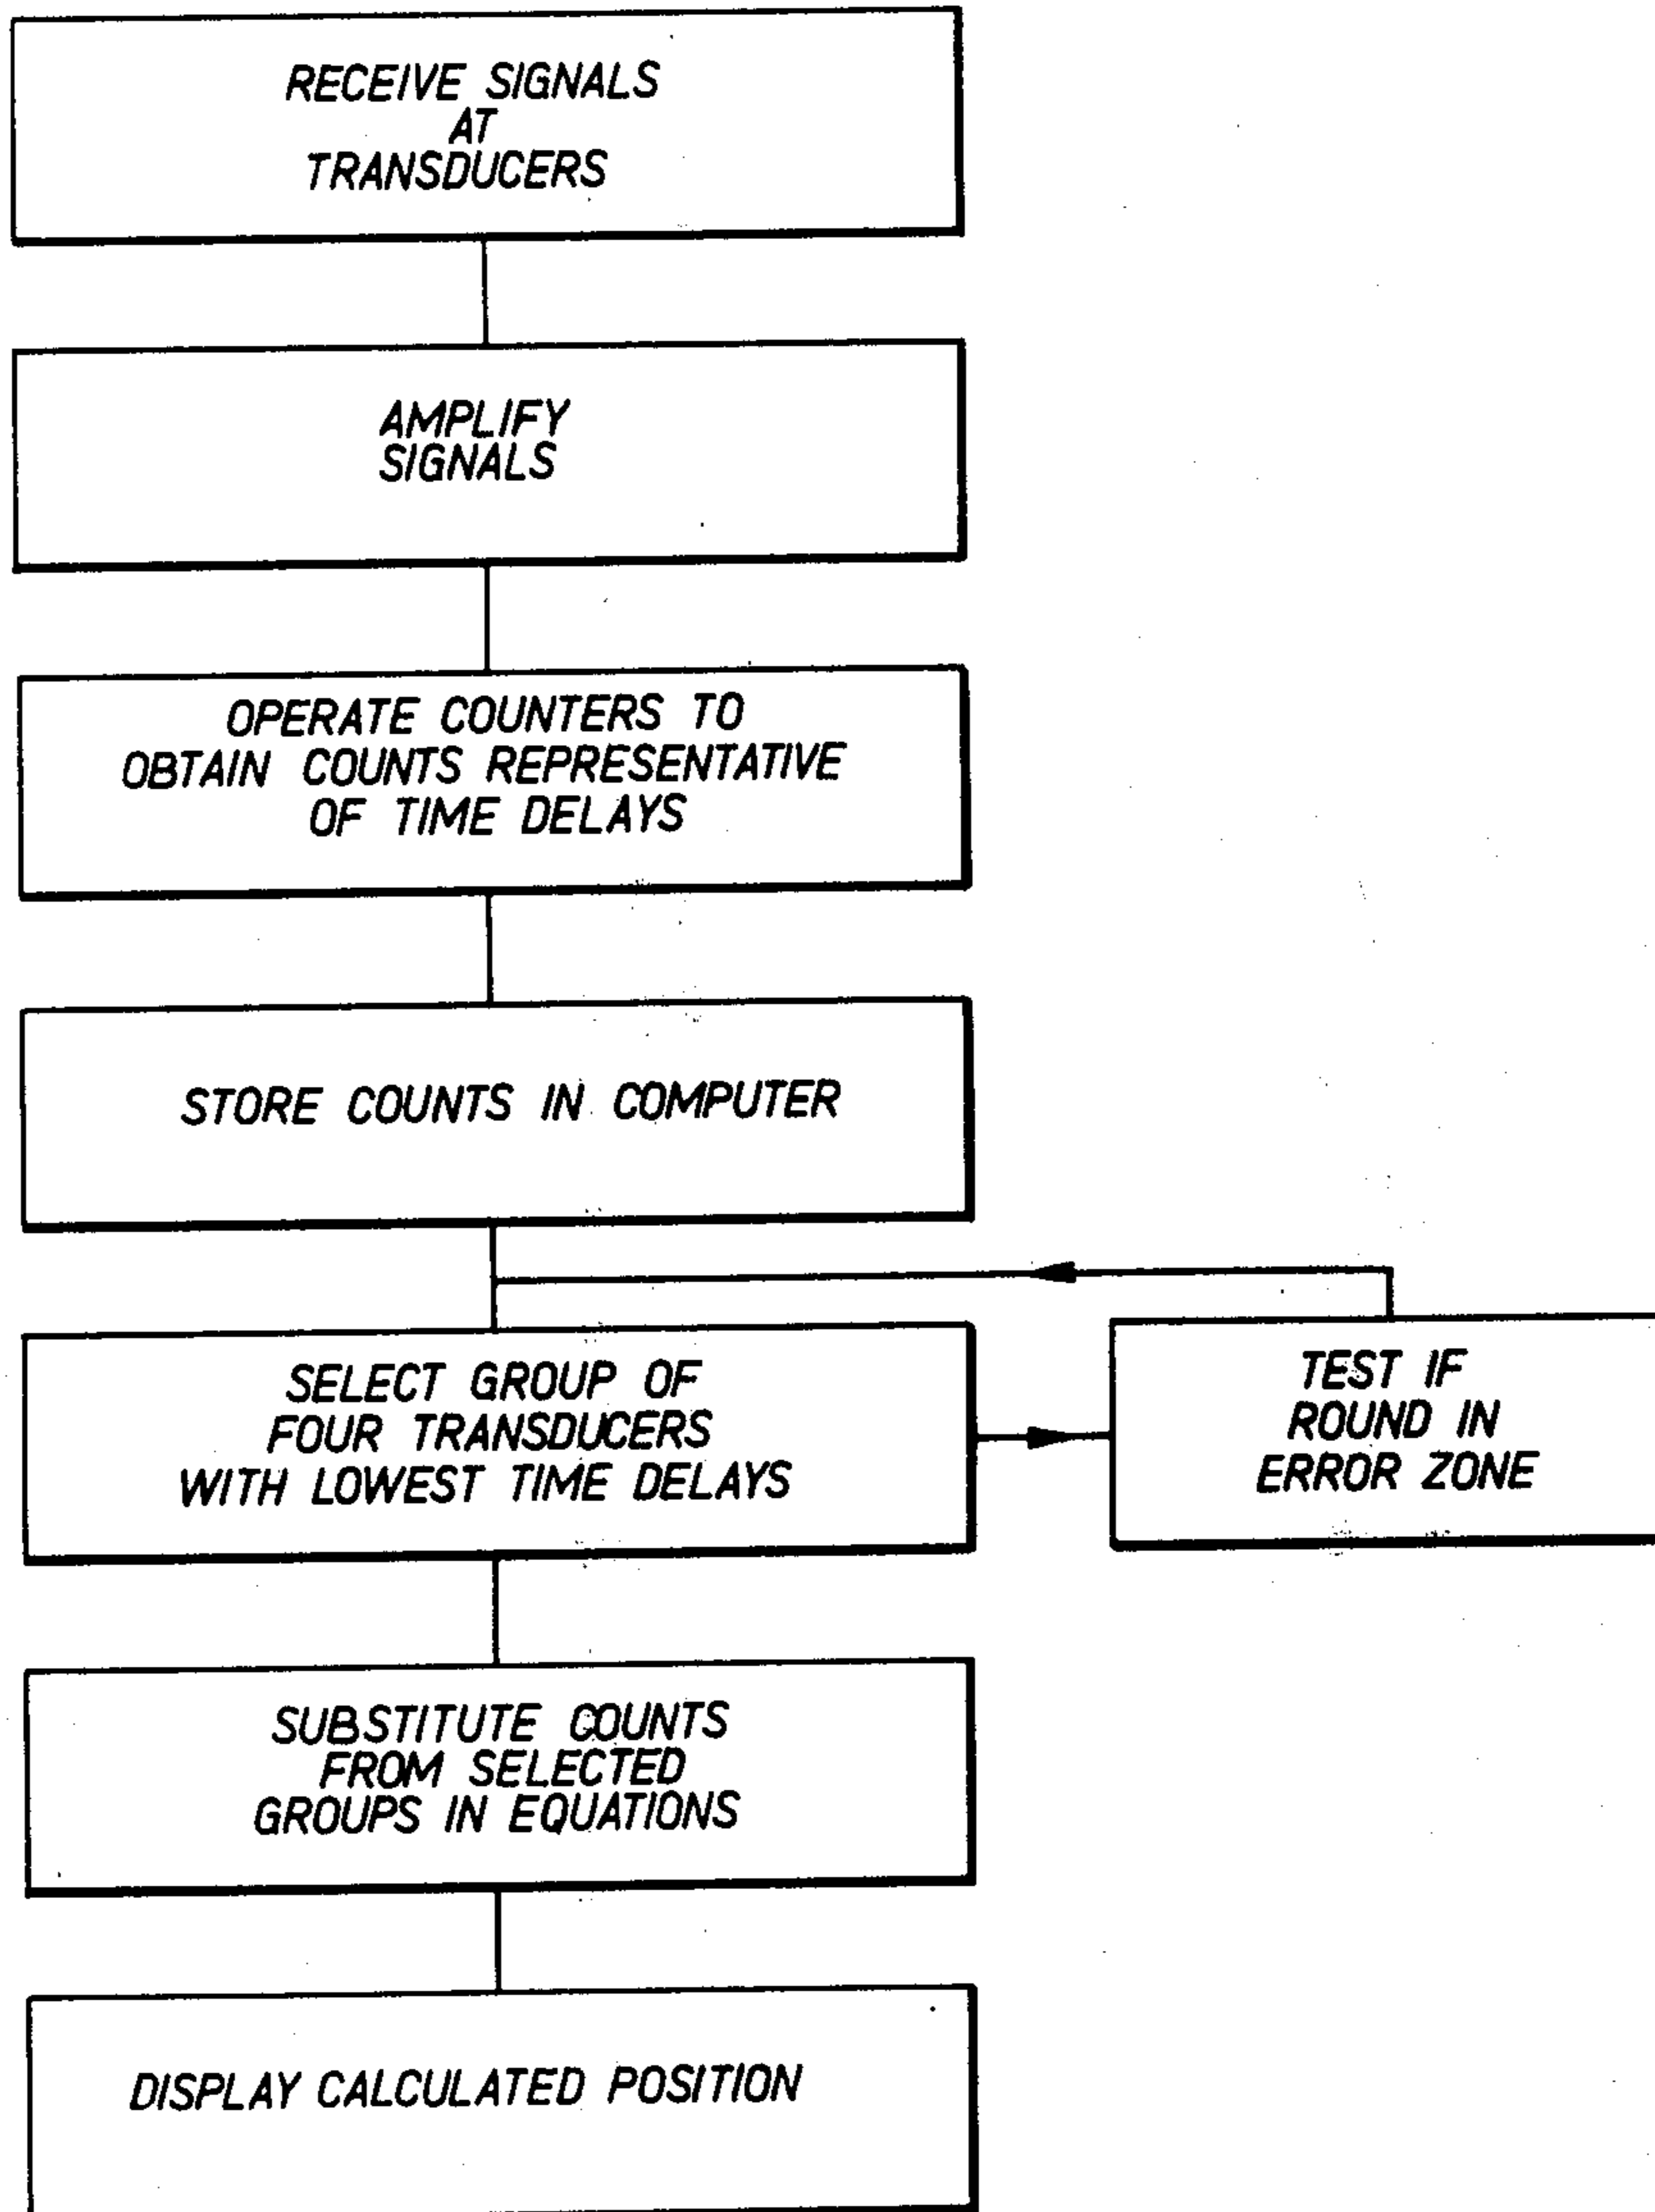 RECEIVE SIGNALS
AT
TRANSDUCERS
AMPLIFY
SIGNALS
OPERATE COUNTERS TO
OBTAIN COUNTS REPRESENTATIVE
OF TIME DELAYS
STORE COUNTS IN COMPUTER
SELECT GROUP OF
FOUR TRANSDUCERS
WITH LOWEST TIME DELAYS
TEST IF
ROUND IN
ERROR ZONE
SUBSTITUTE COUNTS
FROM SELECTED
GROUPS IN EQUATIONS
DISPLAY CALCULATED POSITION